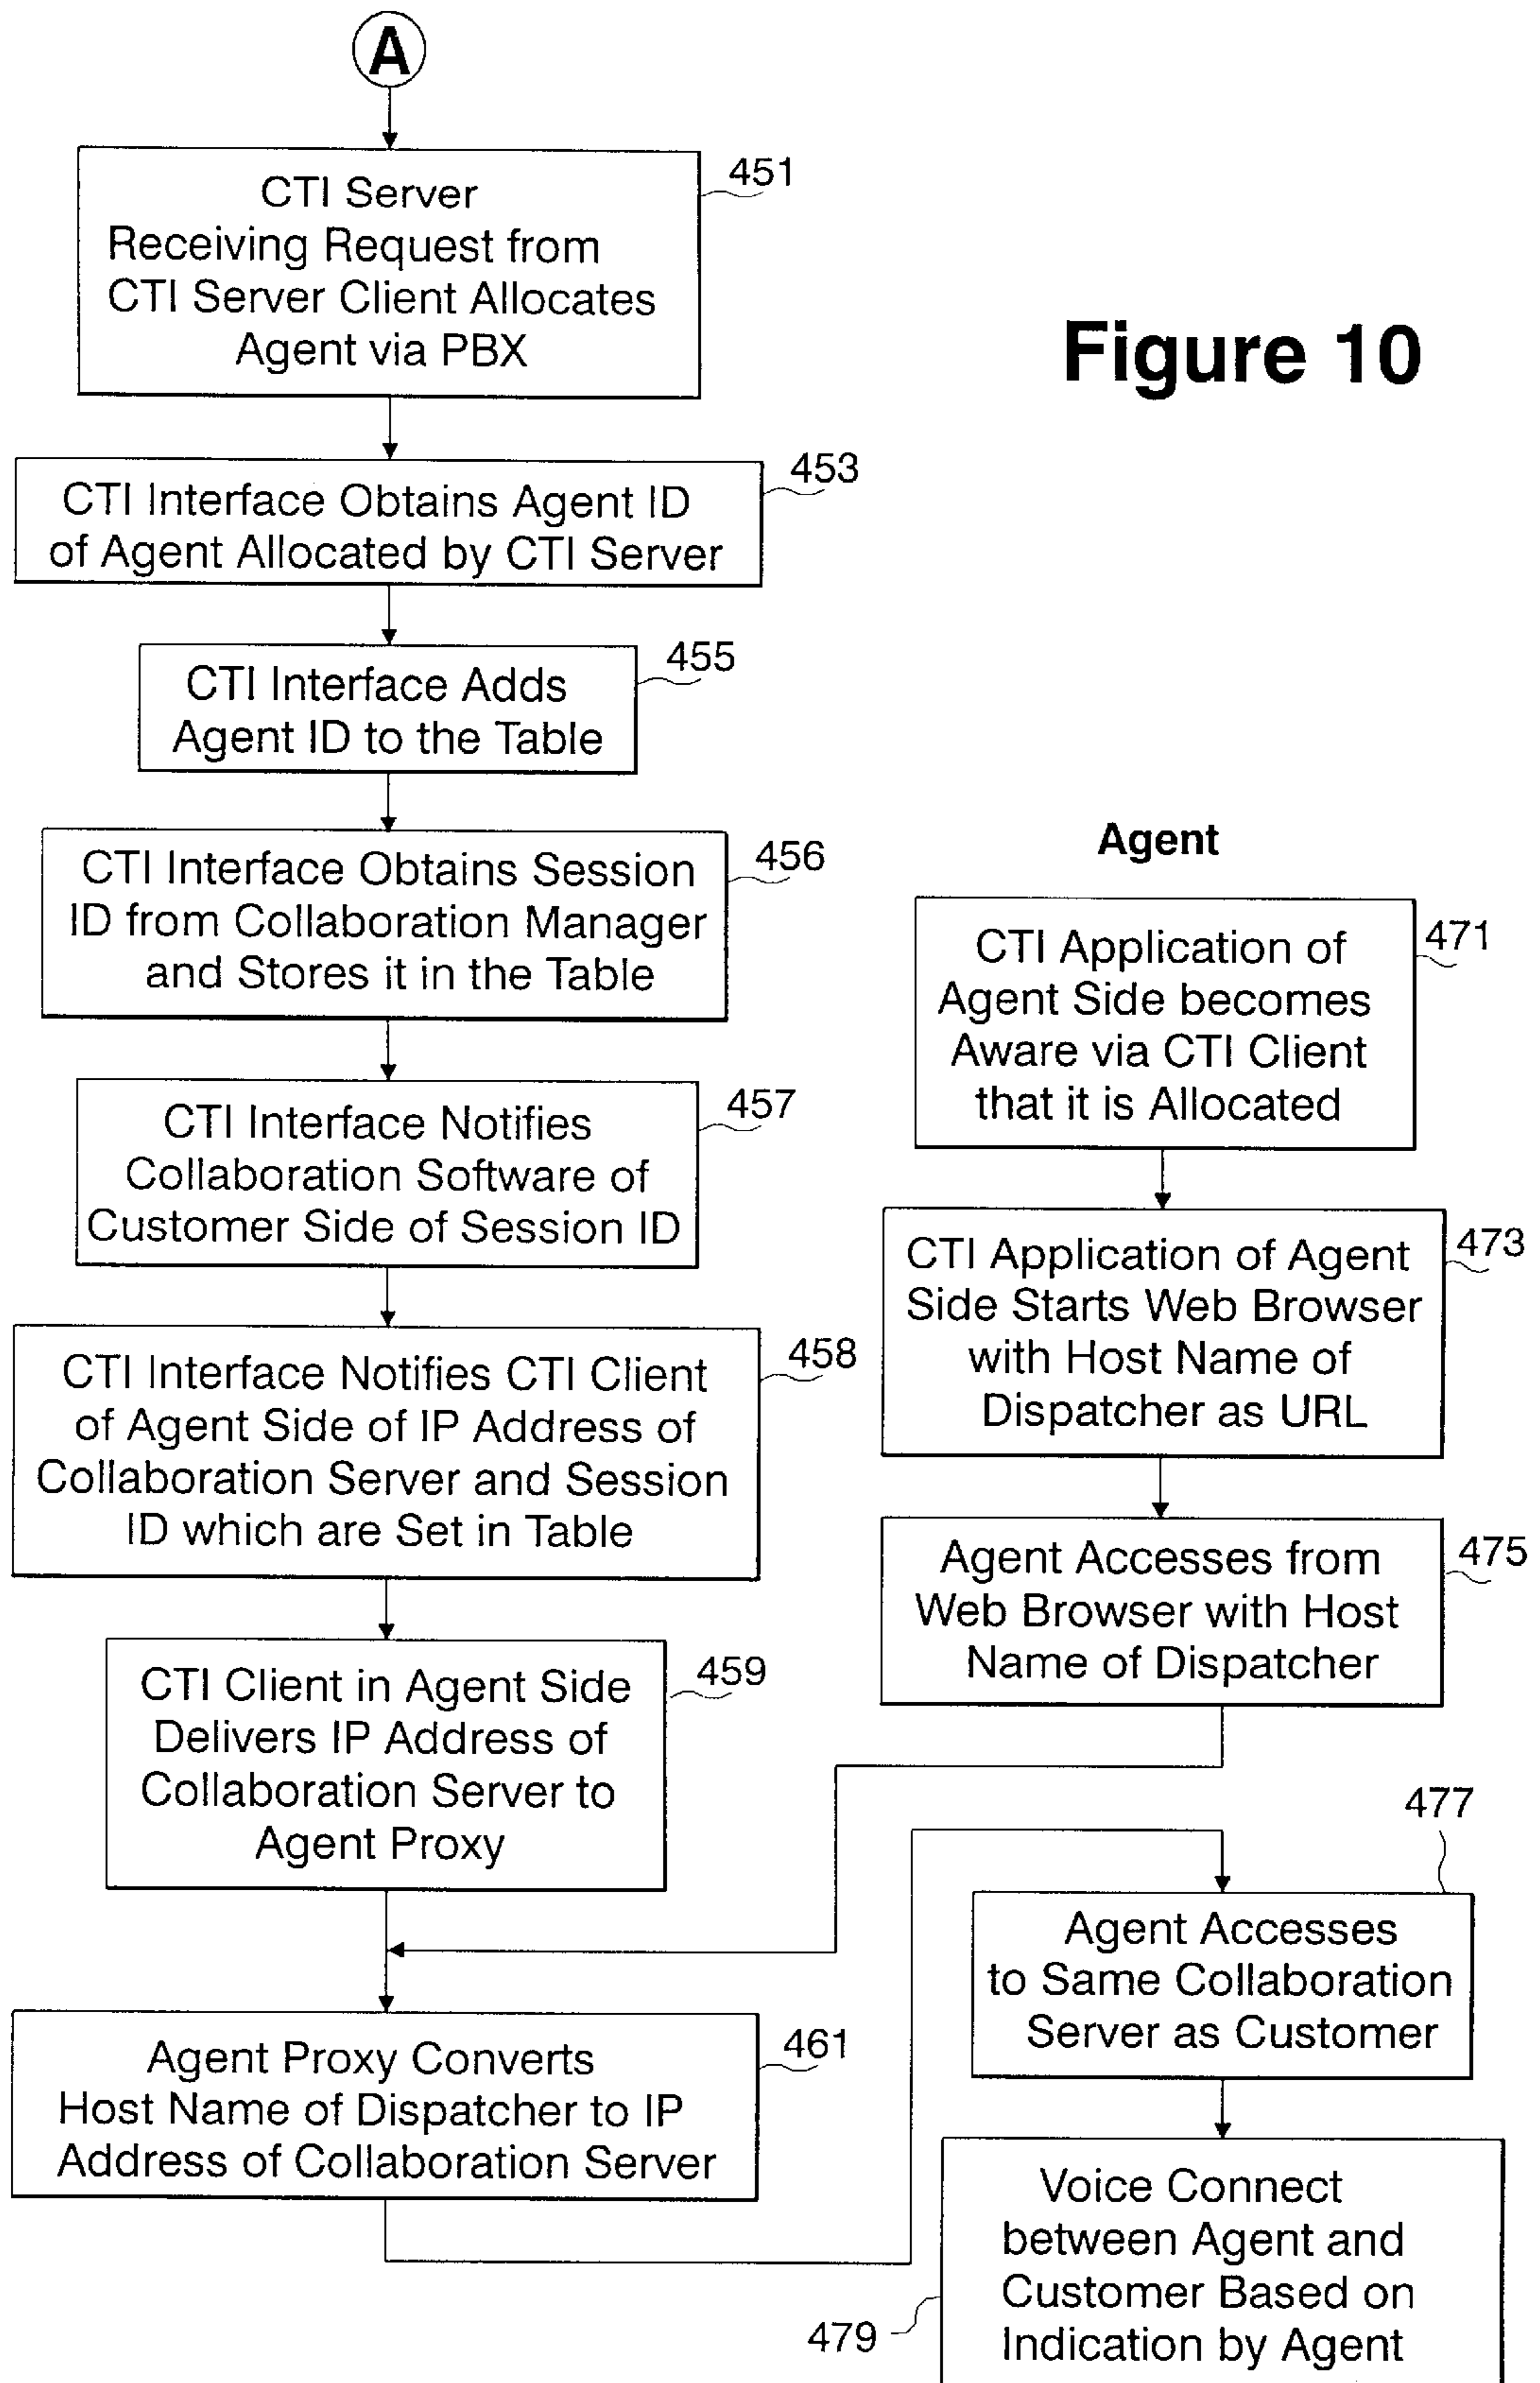 A
CTI Server
Receiving Request from
CTI Server Client Allocates
Agent via PBX
451
Figure 10
CTI Interface Obtains Agent ID
of Agent Allocated by CTI Server
453
CTI Interface Adds
Agent ID to the Table
455
CTI Interface Obtains Session
ID from Collaboration Manager
and Stores it in the Table
456
CTI Interface Notifies
Collaboration Software of
Customer Side of Session ID
457
CTI Interface Notifies CTI Client
of Agent Side of IP Address of
Collaboration Server and Session
ID which are Set in Table
458
CTI Client in Agent Side
Delivers IP Address of
Collaboration Server to
Agent Proxy
459
Agent Proxy Converts
Host Name of Dispatcher to IP
Address of Collaboration Server
461
Agent
CTI Application of
Agent Side becomes
Aware via CTI Client
that it is Allocated
471
CTI Application of Agent
Side Starts Web Browser
with Host Name of
Dispatcher as URL
473
Agent Accesses from
Web Browser with Host
Name of Dispatcher
475
477
Agent Accesses
to Same Collaboration
Server as Customer
Voice Connect
between Agent and
Customer Based on
Indication by Agent
479